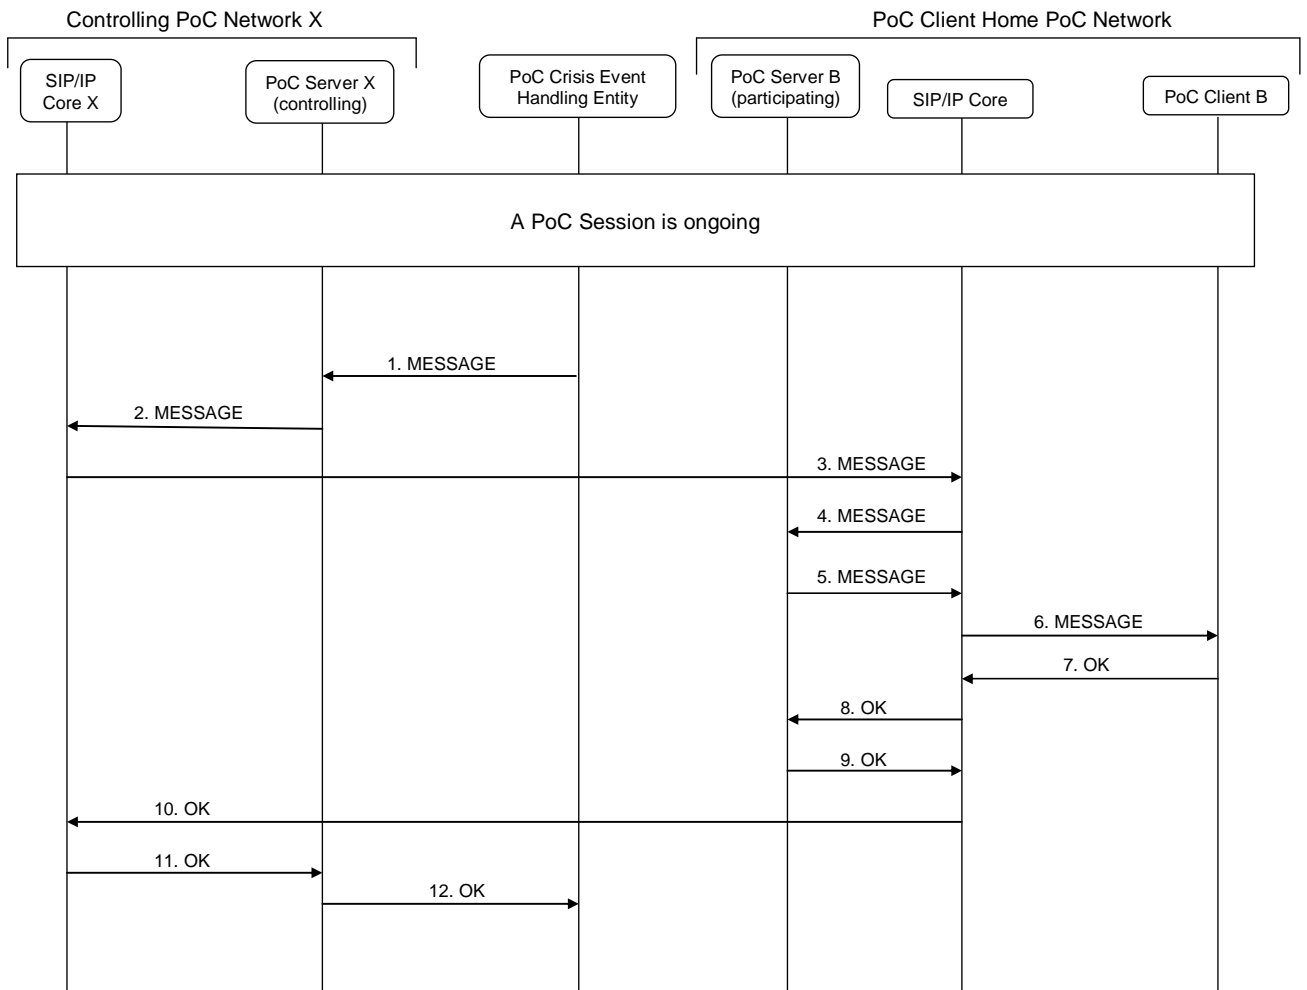 Controlling PoC Network X
PoC Client Home PoC Network
SIP/IP
Core X
PoC Server X
(controlling)
PoC Crisis Event
Handling Entity
PoC Server B
(participating)
SIP/IP Core
PoC Client B
A PoC Session is ongoing
1. MESSAGE
2. MESSAGE
3. MESSAGE
4. MESSAGE
5. MESSAGE
6. MESSAGE
7. OK
8. OK
9. OK
10. OK
11. OK
12. OK